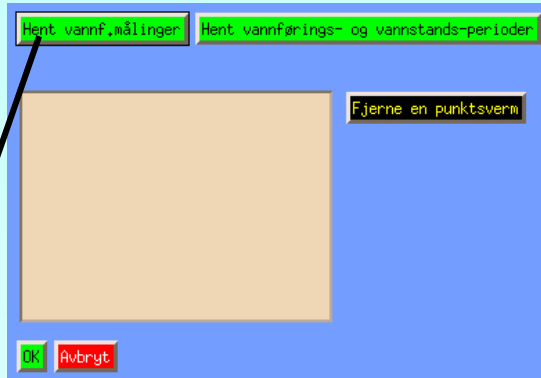 Hent vannf.målinger
Hent vannførings- og vannstands-perioder
Fjerne en punktsverm
OK
Avbryt